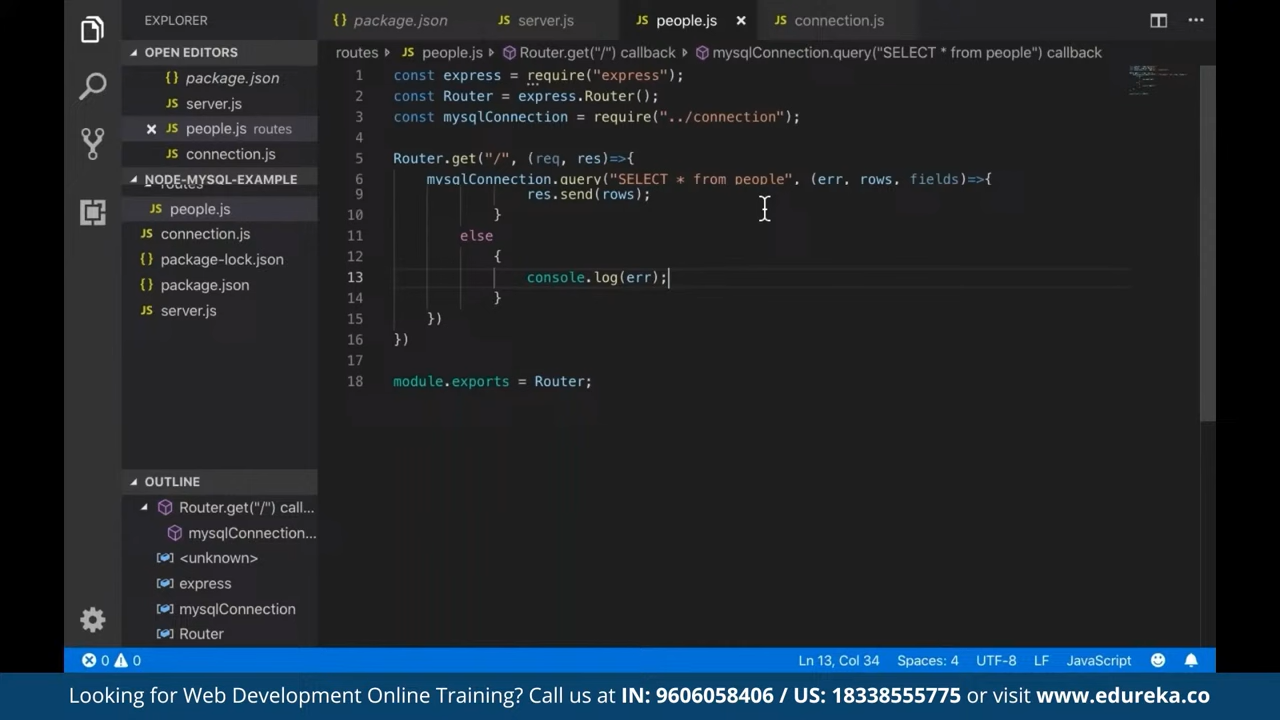 EXPLORER
{} package.json JS server.js JS people.js × JS connection.js
OPEN EDITORS
{} package.json
JS server.js
× JS people.js routes
JS connection.js
NODE-MYSQL-EXAMPLE
routes
JS people.js
JS connection.js
{} package-lock.json
{} package.json
JS server.js
OUTLINE
Router.get("/") call...
mysqlConnection...
<unknown>
express
mysqlConnection
Router
routes JS people.js Router.get("/") callback mysqlConnection.query("SELECT * from people") callback
1 const express = require("express");
2 const Router = express.Router();
3 const mysqlConnection = require("../connection");
4
5 Router.get("/", (req, res)=>{
6 mysqlConnection.query("SELECT * from people", (err, rows, fields)=>{
9 res.send(rows);
10 }
11 else
12 {
13 console.log(err);
14 }
15 })
16 })
17
18 module.exports = Router;
0 0 Ln 13, Col 34 Spaces: 4 UTF-8 LF JavaScript
Looking for Web Development Online Training? Call us at IN: 9606058406 / US: 18338555775 or visit www.edureka.co